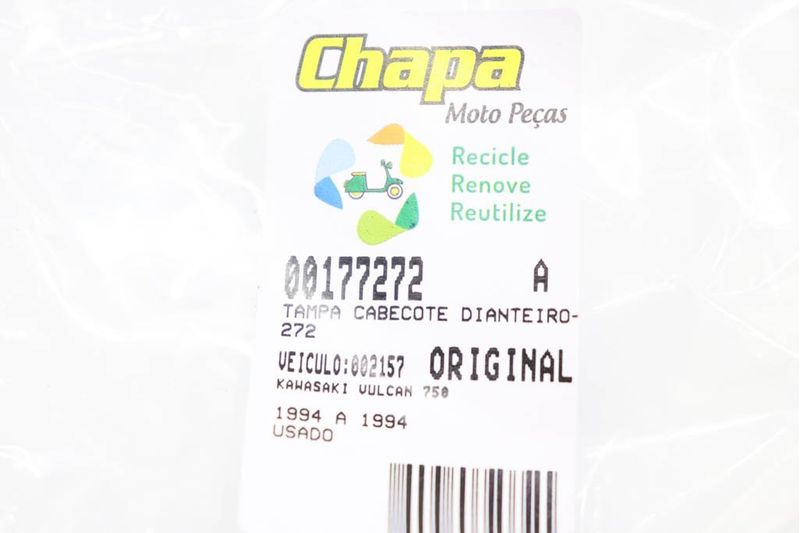 Chapa
Moto Peças
Recicle
Renove
Reutilize
00177272 A
TAMPA CABECOTE DIANTEIRO-
272
VEICULO:002157 ORIGINAL
KAWASAKI VULCAN 750
1994 A 1994
USADO